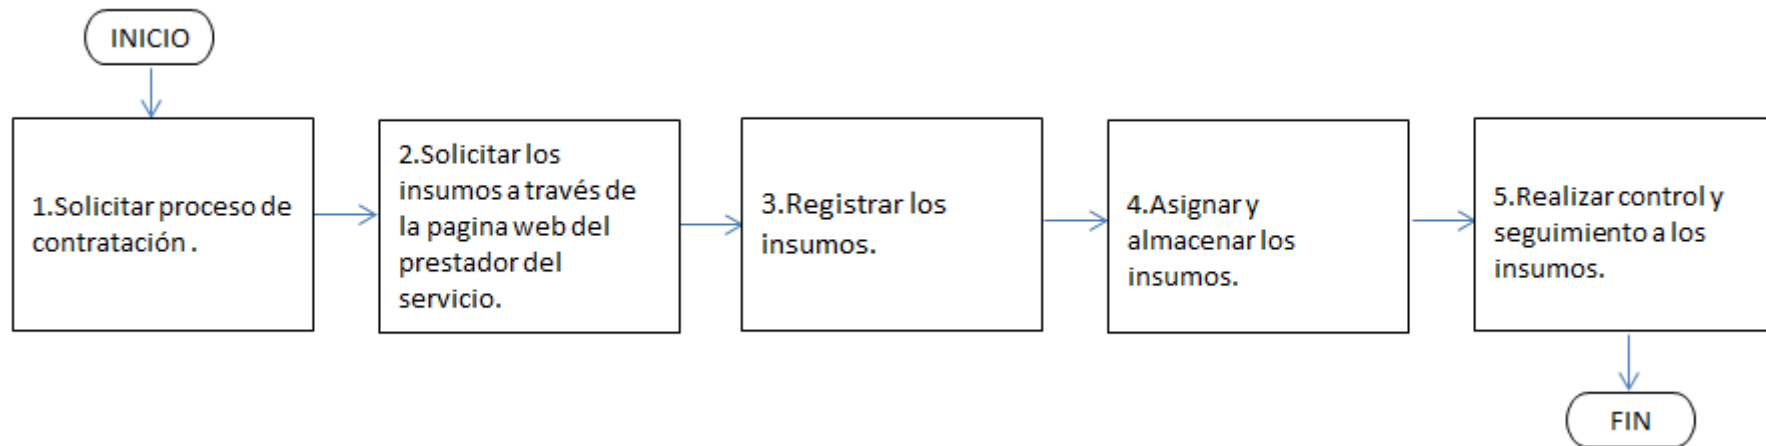 INICIO
1.Solicitar proceso de
contratación .
2.Solicitar los
insumos a través de
la pagina web del
prestador del
servicio.
3.Registrar los
insumos.
4.Asignar y
almacenar los
insumos.
5.Realizar control y
seguimiento a los
insumos.
FIN